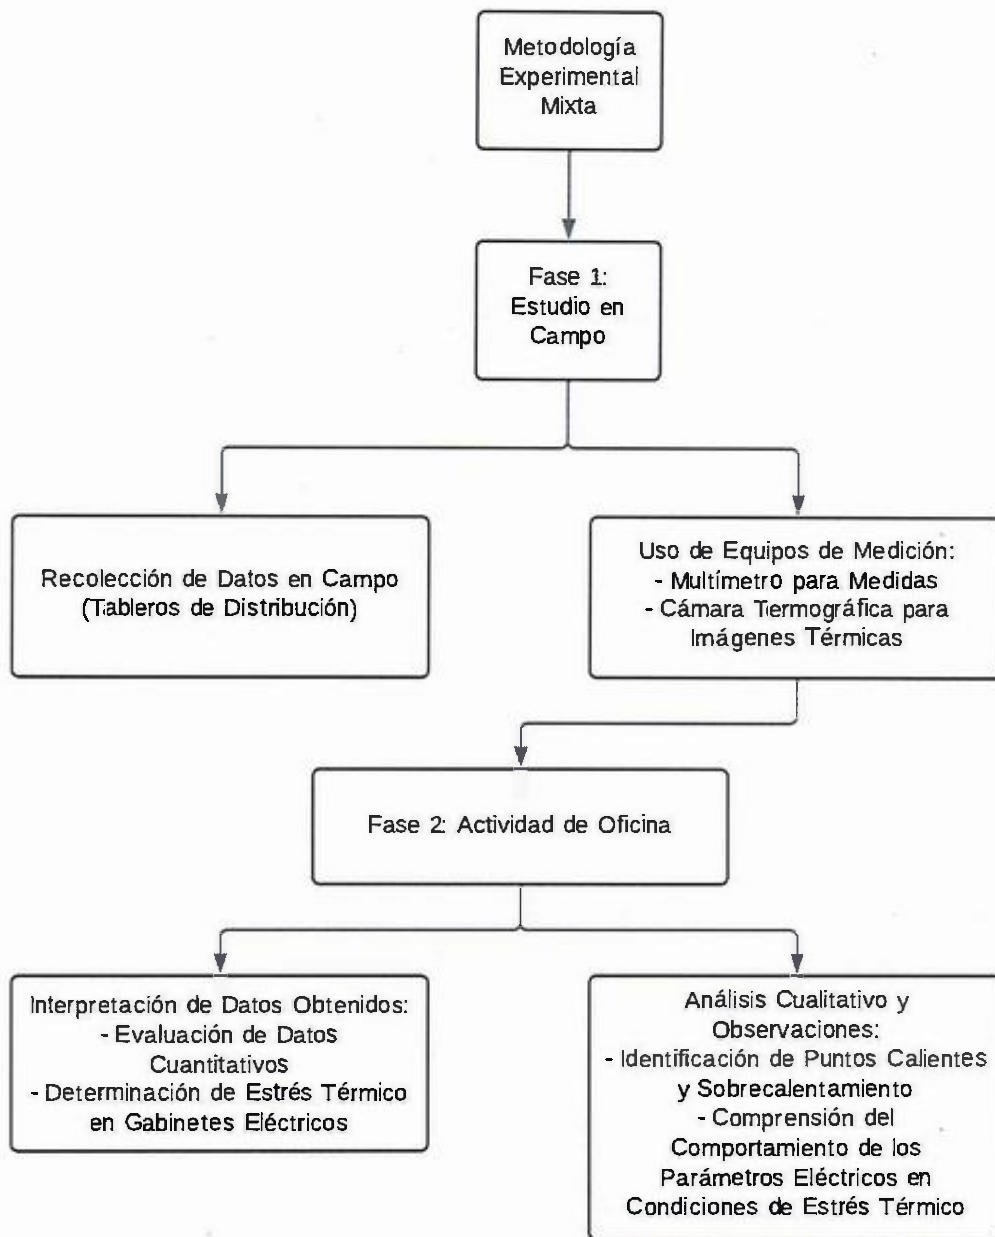 Metodología
Experimental
Mixta
Fase 1:
Estudio en
Campo
Recolección de Datos en Campo
(Tableros de Distribución)
Uso de Equipos de Medición:
- Multímetro para Medidas
- Cámara Termográfica para
Imágenes Térmicas
Fase 2: Actividad de Oficina
Interpretación de Datos Obtenidos:
- Evaluación de Datos
Cuantitativos
- Determinación de Estrés Térmico
en Gabinetes Eléctricos
Análisis Cualitativo y
Observaciones:
- Identificación de Puntos Calientes
y Sobrecalentamiento
- Comprensión del
Comportamiento de los
Parámetros Eléctricos en
Condiciones de Estrés Térmico